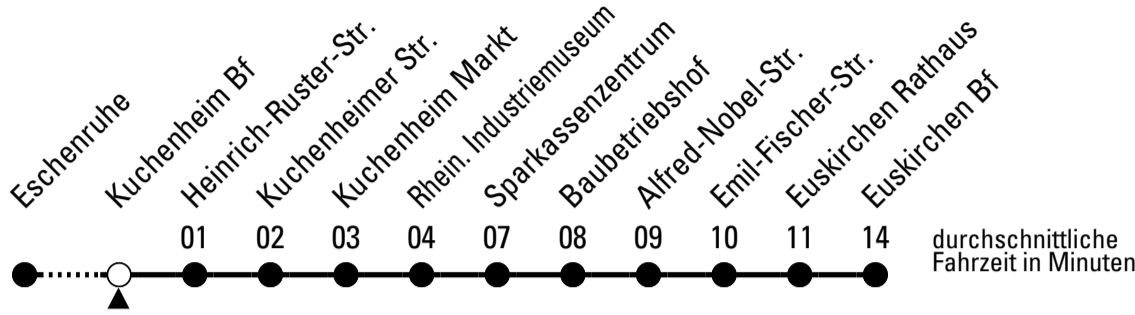 Eschenruhe
Kuchenheim Bf
Heinrich-Ruster-Str.
Kuchenheimer Str.
Kuchenheim Markt
Rhein. Industriemuseum
Sparkassenzentrum
Baubetriebshof
Alfred-Nobel-Str.
Emil-Fischer-Str.
Euskirchen Rathaus
Euskirchen Bf
01 02 03 04 07 08 09 10 11 14
durchschnittliche
Fahrzeit in Minuten